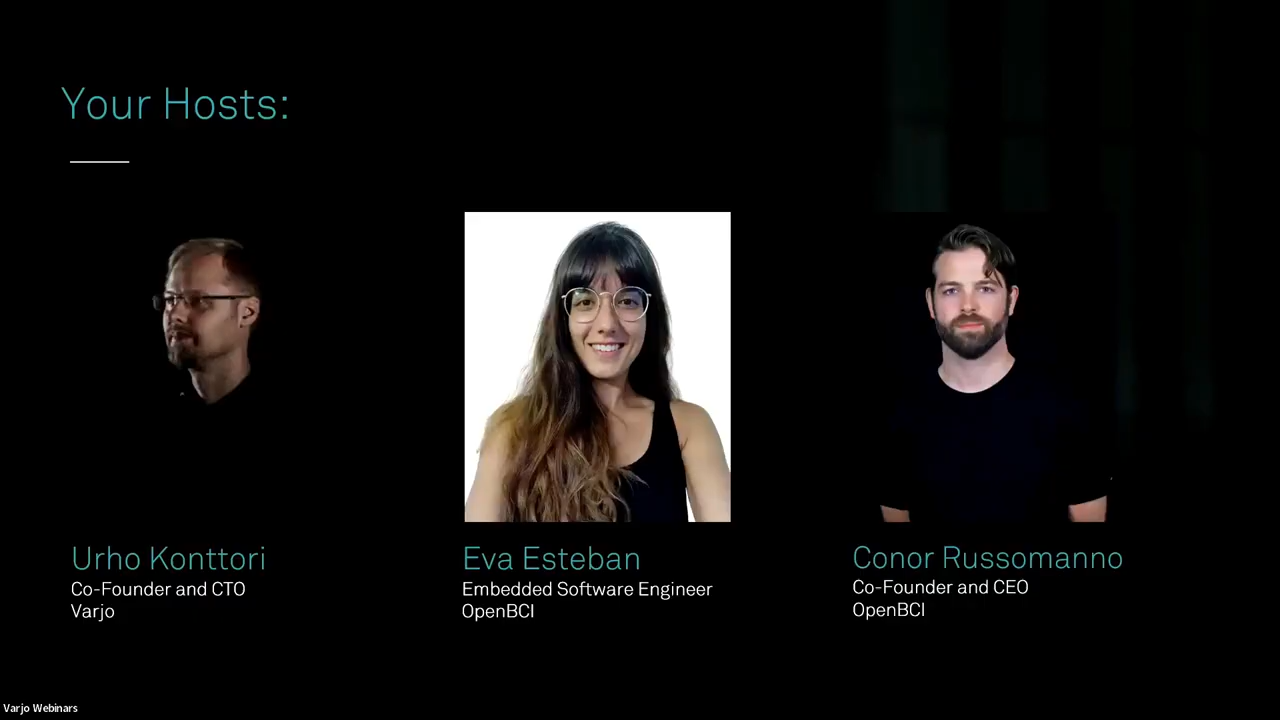 Your Hosts:
Urho Konttori
Co-Founder and CTO
Varjo
Eva Esteban
Embedded Software Engineer
OpenBCI
Conor Russomanno
Co-Founder and CEO
OpenBCI
Varjo Webinars